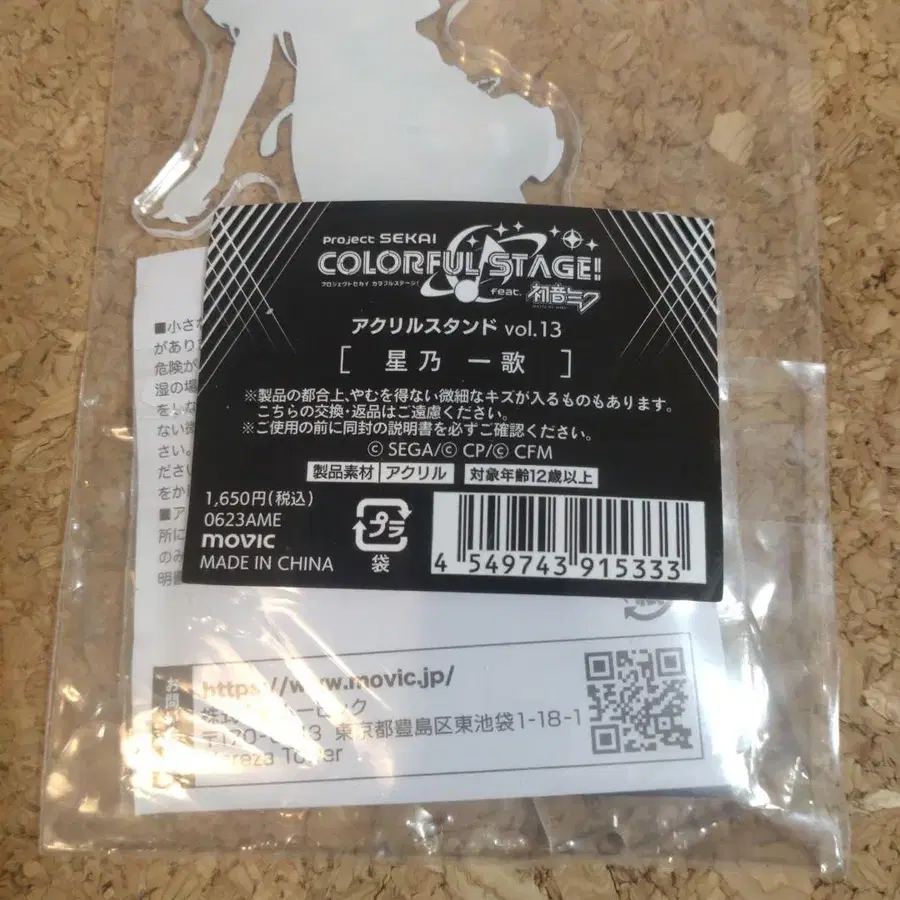 Project SEKAI
COLORFUL STAGE!
プロジェクトセカイ カラフルステージ!
feat. 初音ミク
アクリルスタンド vol.13
[ 星乃 一歌 ]
※製品の都合上、やむを得ない微細なキズが入るものもあります。
こちらの交換・返品はご遠慮ください。
※ご使用の前に同封の説明書を必ずご確認ください。
© SEGA/© CP/© CFM
製品素材 アクリル 対象年齢12歳以上
1,650円(税込)
0623AME
movic
MADE IN CHINA
プラ
袋
4 549743 915333
■小さな
があり
危険が
湿の場
ない微
さい。
ださい
をか
■ア
所に
のみ
明書
https://www.movic.jp/
東京都豊島区東池袋1-18-1